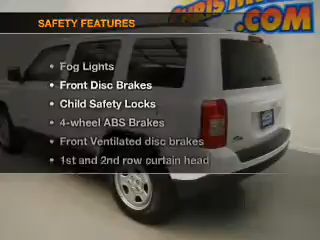 SAFETY FEATURES
• Fog Lights
• Front Disc Brakes
• Child Safety Locks
• 4-wheel ABS Brakes
• Front Ventilated disc brakes
• 1st and 2nd row curtain head
.COM